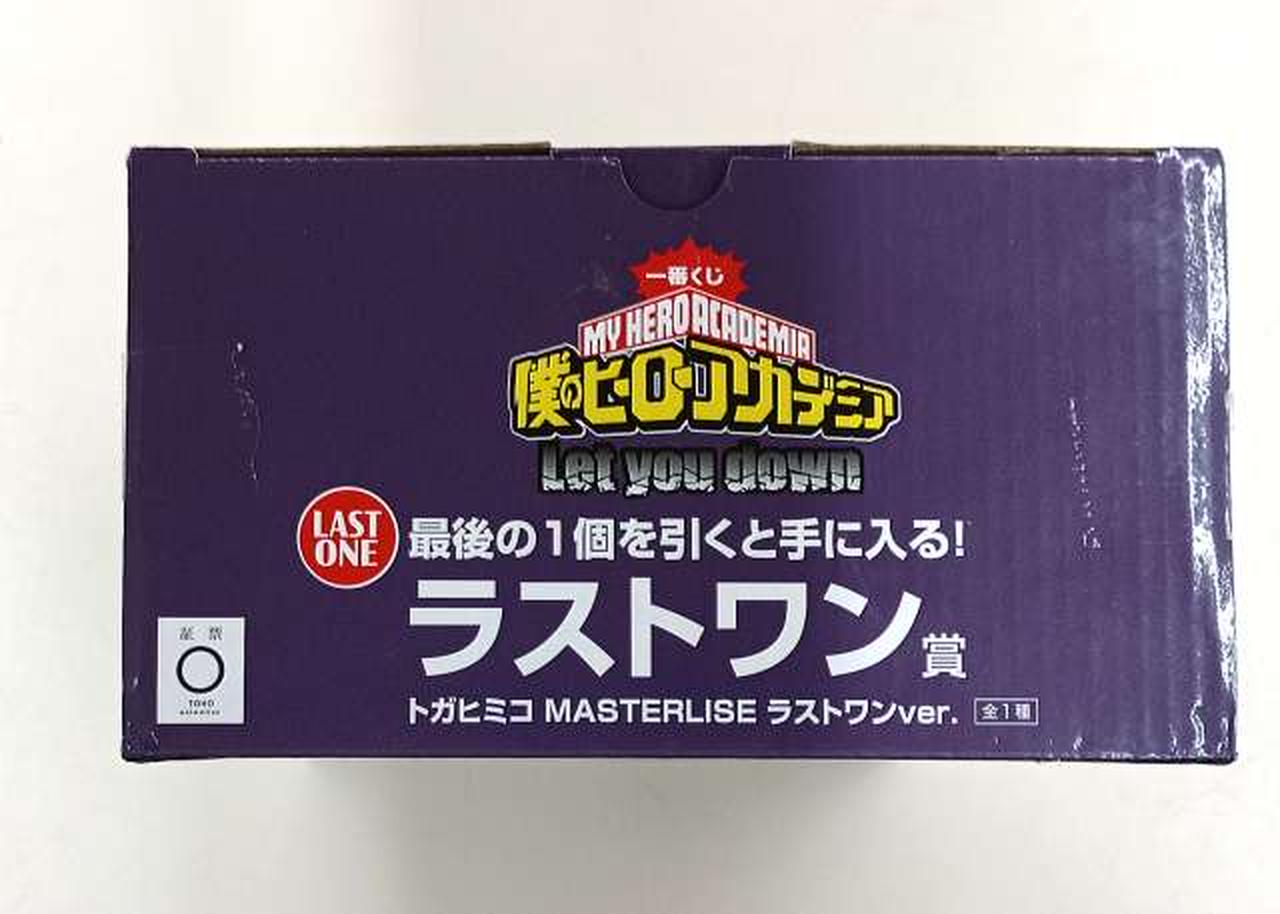 一番くじ
MY HERO ACADEMIA
僕のヒーローアカデミア
Let you down
LAST
ONE
最後の1個を引くと手に入る!
ラストワン賞
トガヒミコ MASTERLISE ラストワンver. 全1種
証 票